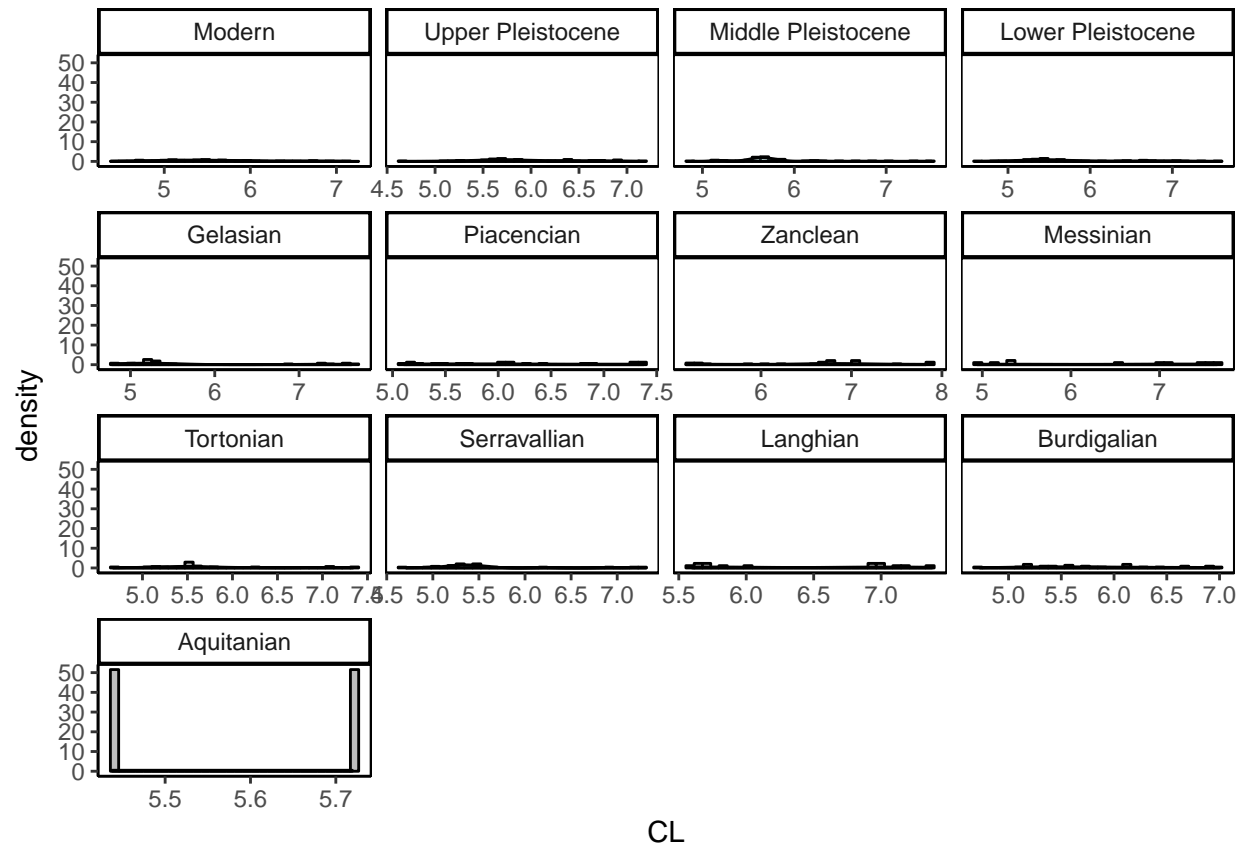 Modern Upper Pleistocene Middle Pleistocene Lower Pleistocene
50
40
30
20
10
0
5 6 7 4.5 5.0 5.5 6.0 6.5 7.0 5 6 7 5 6 7
Gelasian Piacencian Zanclean Messinian
50
40
30
20
10
0
5 6 7 5.0 5.5 6.0 6.5 7.0 7.5 6 7 8 5 6 7
density
Tortonian Serravallian Langhian Burdigalian
50
40
30
20
10
0
5.0 5.5 6.0 6.5 7.0 7.5 4.5 5.0 5.5 6.0 6.5 7.0 5.5 6.0 6.5 7.0 5.0 5.5 6.0 6.5 7.0
Aquitanian
50
40
30
20
10
0
5.5 5.6 5.7
CL